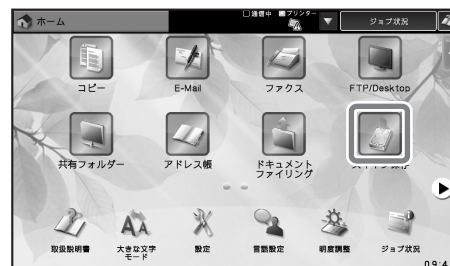 ホーム
通信中 プリンター
ジョブ状況
コピー
E-Mail
ファクス
FTP/Desktop
共有フォルダー
アドレス帳
ドキュメント
ファイリング
取扱説明書
大きな文字
モード
設定
言語設定
明度調整
ジョブ状況
09:4